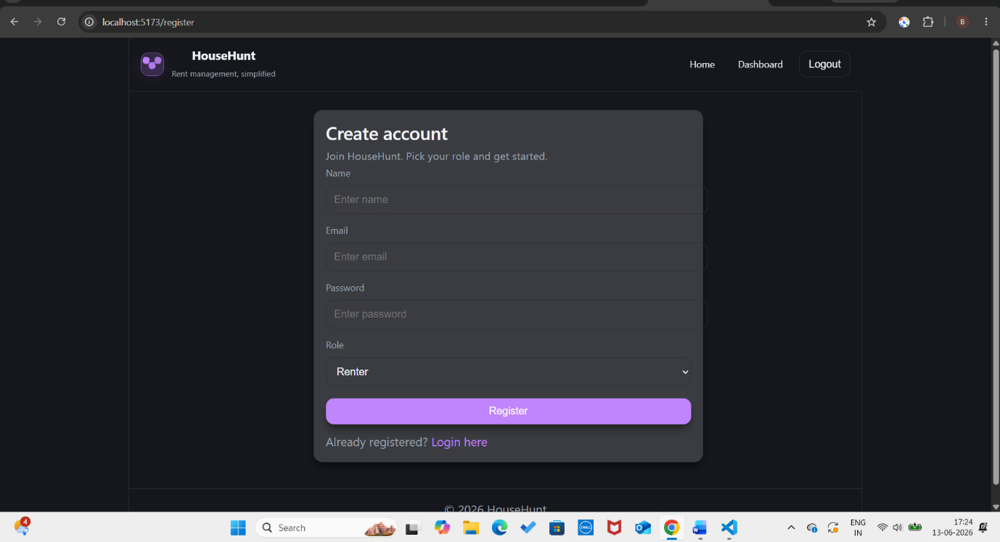 localhost:5173/register
B
HouseHunt
Rent management, simplified
Home
Dashboard
Logout
Create account
Join HouseHunt. Pick your role and get started.
Name
Enter name
Email
Enter email
Password
Enter password
Role
Renter
Register
Already registered? Login here
© 2026 HouseHunt
4
Search
DELL
ENG
IN
17:24
13-06-2026